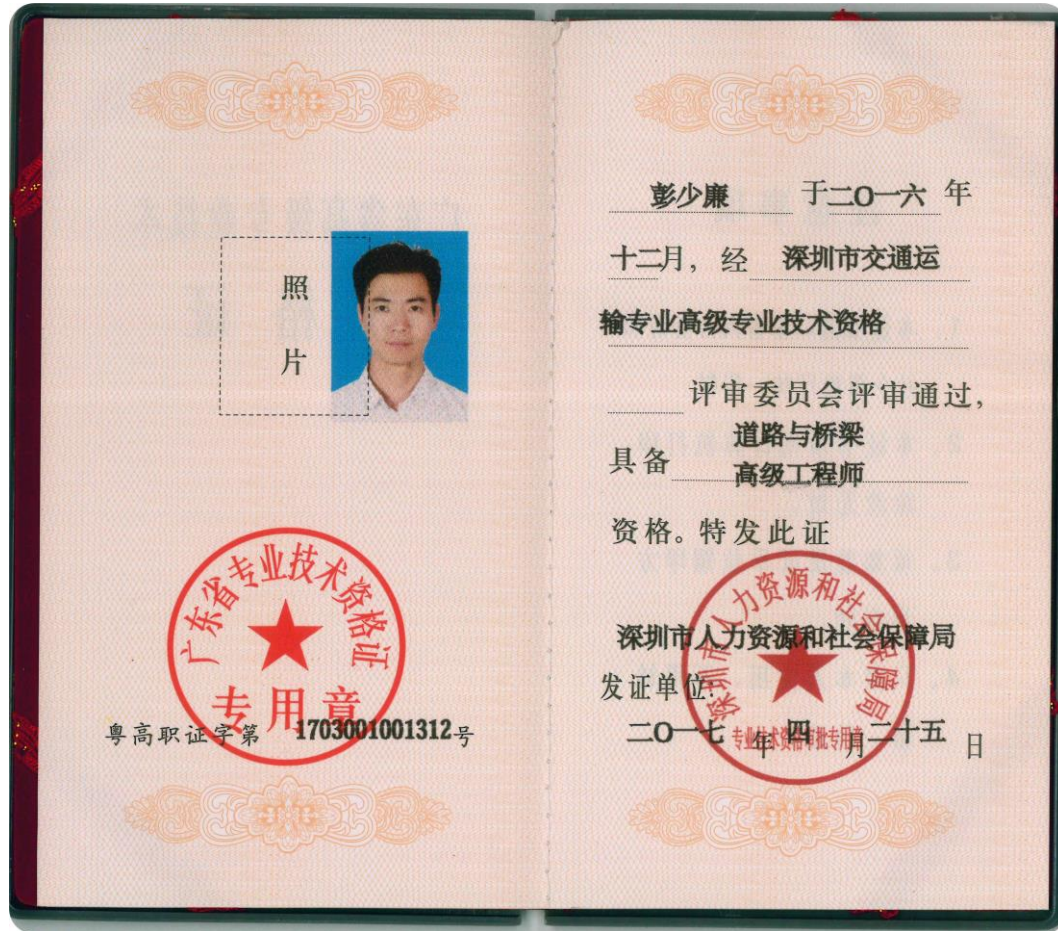 照
片
广东省专业技术资格证
专用章
粤高职证字第 1703001001312号
彭少廉 于二〇一六 年
十二月，经 深圳市交通运
输专业高级专业技术资格
评审委员会评审通过，
道路与桥梁
具备
高级工程师
资格。特发此证
深圳市人力资源和社会保障局
深圳市人力资源和社会保障局
发证单位：
二〇一七 年 四 月二十五 日
专业技术资格审批专用章